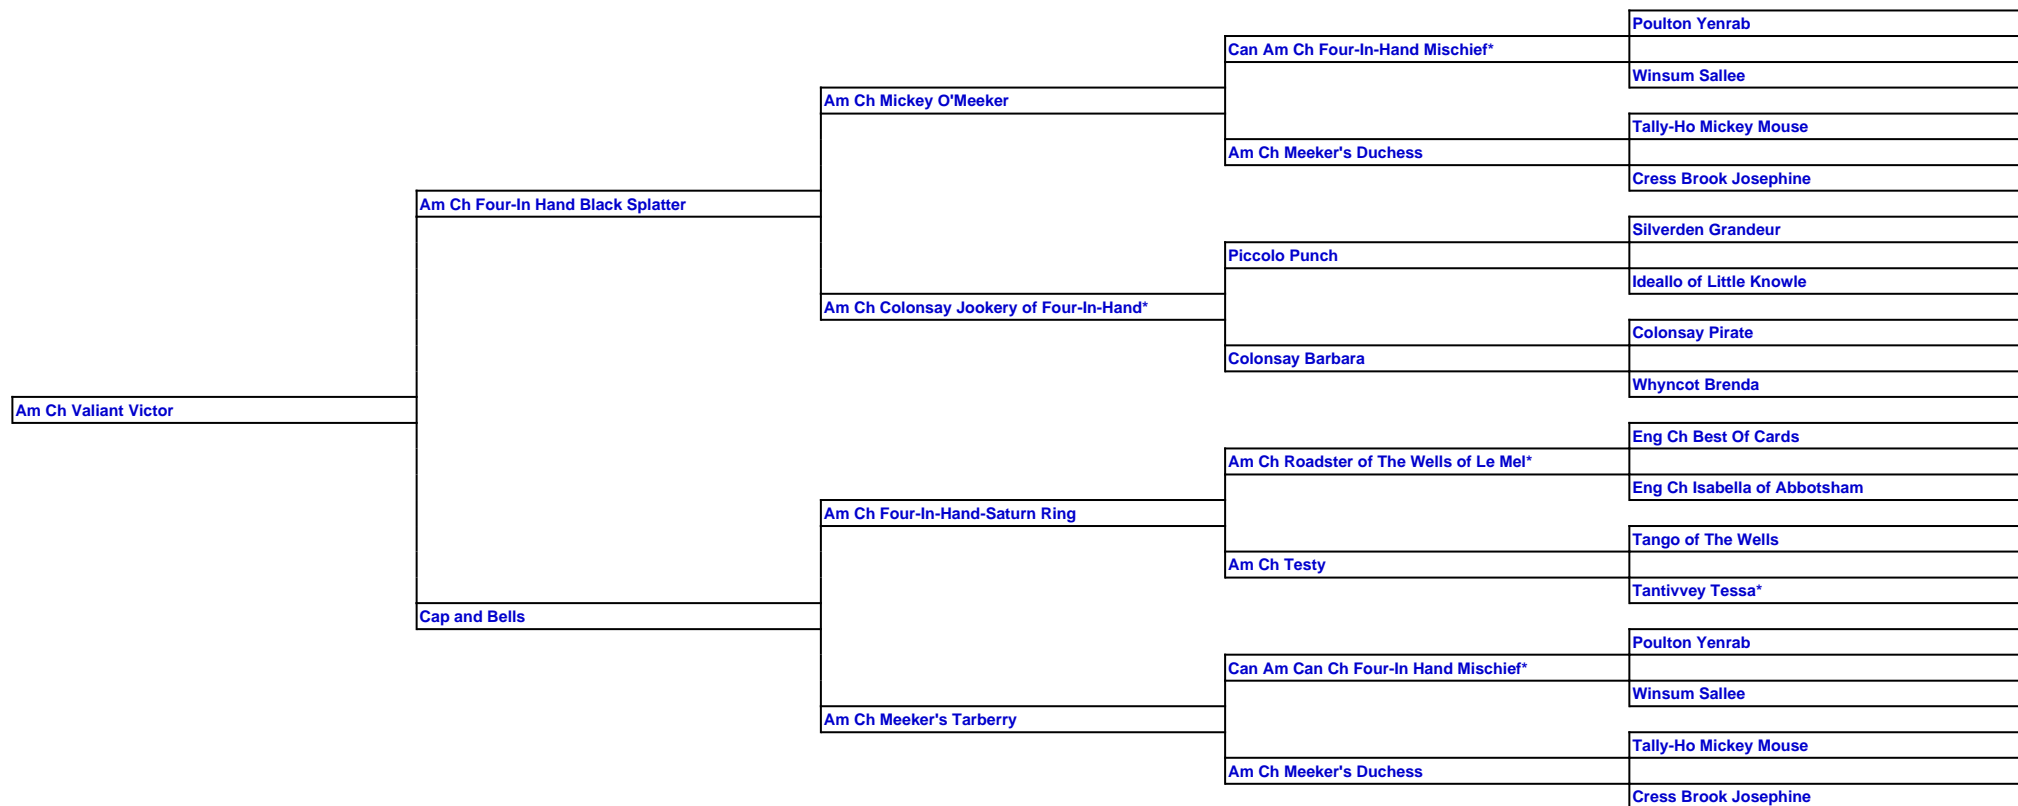 Poulton Yenrab
Can Am Ch Four-In-Hand Mischief*
Winsum Sallee
Am Ch Mickey O'Meeker
Tally-Ho Mickey Mouse
Am Ch Meeker's Duchess
Cress Brook Josephine
Am Ch Four-In Hand Black Splatter
Silverden Grandeur
Piccolo Punch
Ideallo of Little Knowle
Am Ch Colonsay Jookery of Four-In-Hand*
Colonsay Pirate
Colonsay Barbara
Whyncot Brenda
Am Ch Valiant Victor
Eng Ch Best Of Cards
Am Ch Roadster of The Wells of Le Mel*
Eng Ch Isabella of Abbotsham
Am Ch Four-In-Hand-Saturn Ring
Tango of The Wells
Am Ch Testy
Tantivvey Tessa*
Cap and Bells
Poulton Yenrab
Can Am Can Ch Four-In Hand Mischief*
Winsum Sallee
Am Ch Meeker's Tarberry
Tally-Ho Mickey Mouse
Am Ch Meeker's Duchess
Cress Brook Josephine